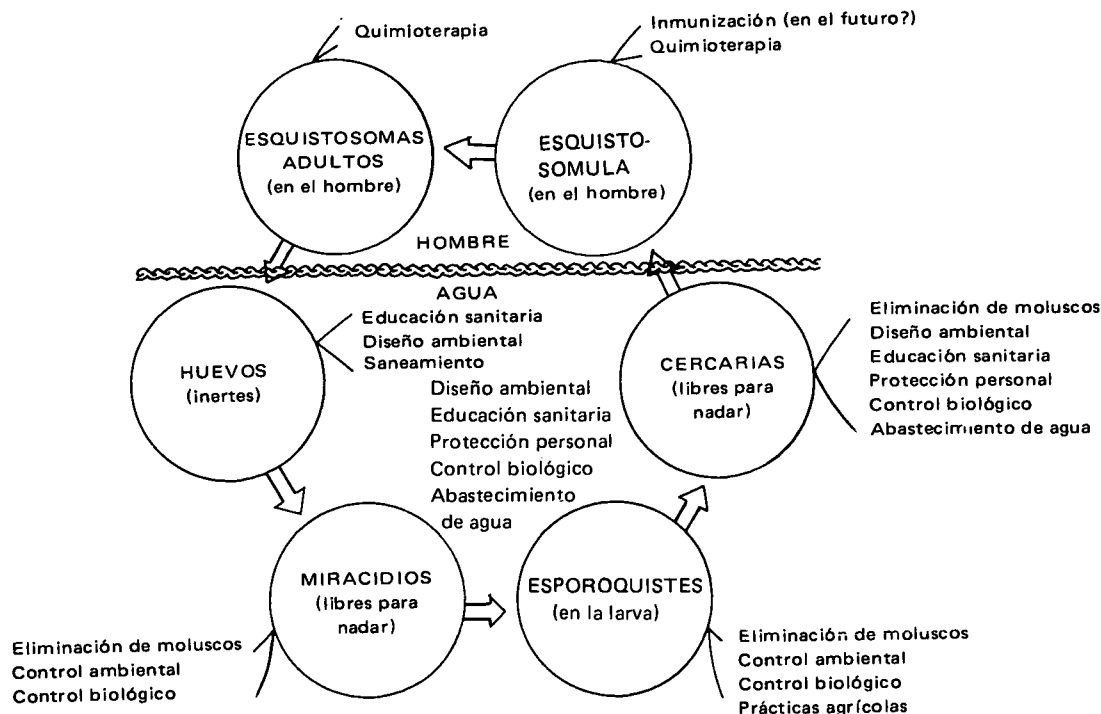 Quimioterapia
Inmunización (en el futuro?)
Quimioterapia
ESQUISTOSOMAS
ADULTOS
(en el hombre)
ESQUISTO-
SOMULA
(en el hombre)
HOMBRE
AGUA
HUEVOS
(inertes)
Educación sanitaria
Diseño ambiental
Saneamiento
Diseño ambiental
Educación sanitaria
Protección personal
Control biológico
Abastecimiento
de agua
CERCARIAS
(libres para
nadar)
Eliminación de moluscos
Diseño ambiental
Educación sanitaria
Protección personal
Control biológico
Abastecimiento de agua
MIRACIDIOS
(libres para
nadar)
Eliminación de moluscos
Control ambiental
Control biológico
ESPOROQUISTES
(en la larva)
Eliminación de moluscos
Control ambiental
Control biológico
Prácticas agrícolas